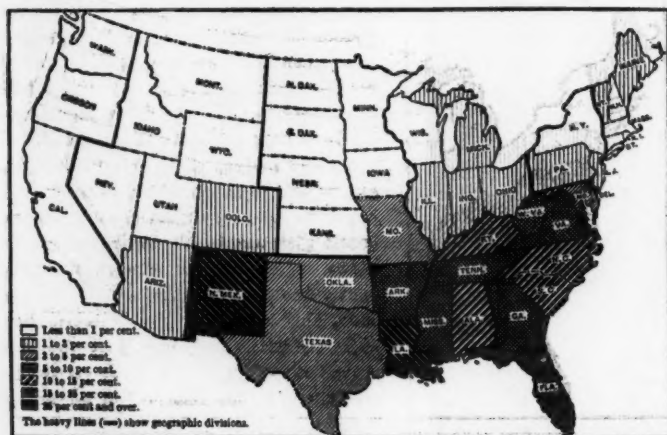 WASH.
MONT.
N. DAK.
MINN.
MAINE
OREGON
IDAHO
S. DAK.
WIS.
MICH.
N.Y.
N.H.
MASS.
WYO.
IOWA
PA.
NEV.
NEBR.
ILL.
IND.
OHIO
N.J.
DEL.
CAL.
UTAH
COLO.
KANS.
MO.
KY.
W.VA.
VA.
ARIZ.
N. MEX.
OKLA.
ARK.
TENN.
N.C.
S.C.
TEXAS
LA.
MISS.
ALA.
GA.
FLA.
Less than 1 per cent.
1 to 3 per cent.
3 to 5 per cent.
5 to 10 per cent.
10 to 15 per cent.
15 to 25 per cent.
25 per cent and over.
The heavy lines (▬) show geographic divisions.